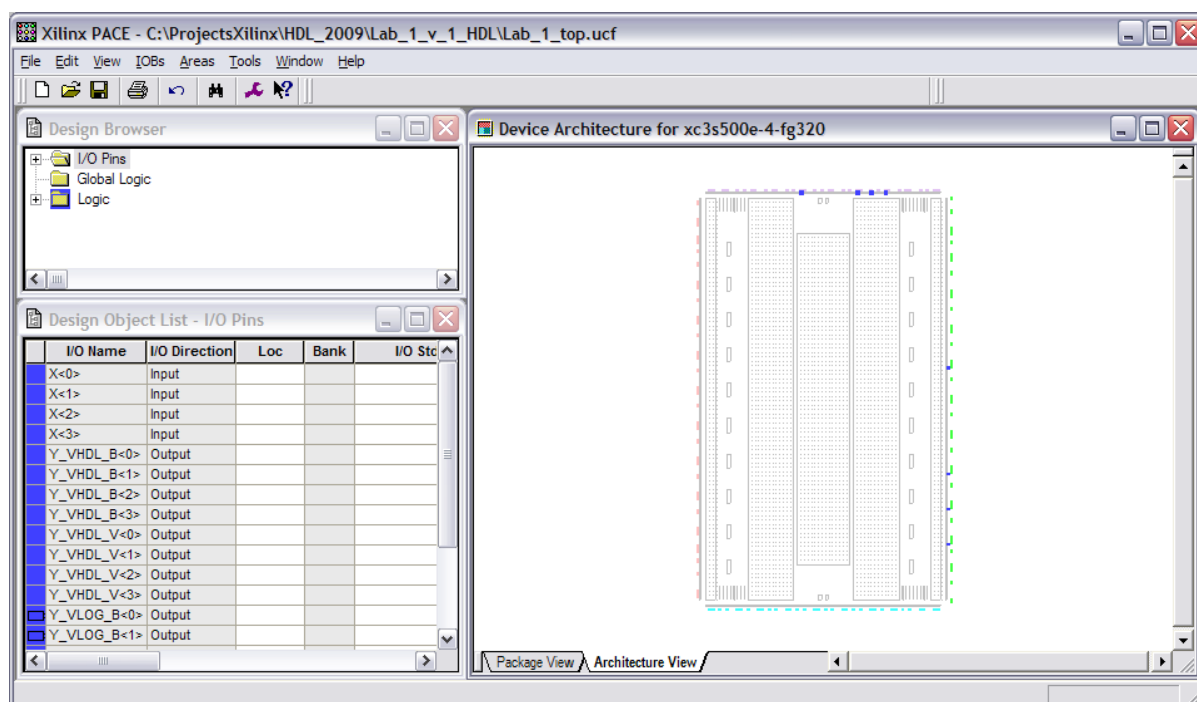 Xilinx PACE - C:\ProjectsXilinx\HDL_2009\Lab_1_v_1_HDL\Lab_1_top.ucf
File Edit View IOBs Areas Tools Window Help
Design Browser
I/O Pins
Global Logic
Logic
Design Object List - I/O Pins
I/O Name I/O Direction Loc Bank I/O Stc
X<0> Input
X<1> Input
X<2> Input
X<3> Input
Y_VHDL_B<0> Output
Y_VHDL_B<1> Output
Y_VHDL_B<2> Output
Y_VHDL_B<3> Output
Y_VHDL_V<0> Output
Y_VHDL_V<1> Output
Y_VHDL_V<2> Output
Y_VHDL_V<3> Output
Y_VLOG_B<0> Output
Y_VLOG_B<1> Output
Device Architecture for xc3s500e-4-fg320
Package View Architecture View